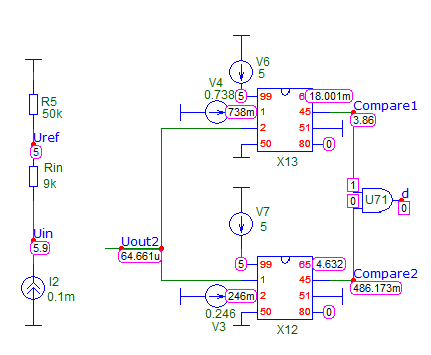 V6
5
R5
50k
V4
0.738
5
99
6
18.001m
738m
1
45
Compare1
3.86
Uref
5
2
51
50
80
0
X13
Rin
9k
1
0
U71
d
0
V7
5
Uin
5.9
Uout2
64.661u
5
99
65
4.632
Compare2
1
45
486.173m
I2
0.1m
246m
2
51
0.246
V3
50
80
0
X12